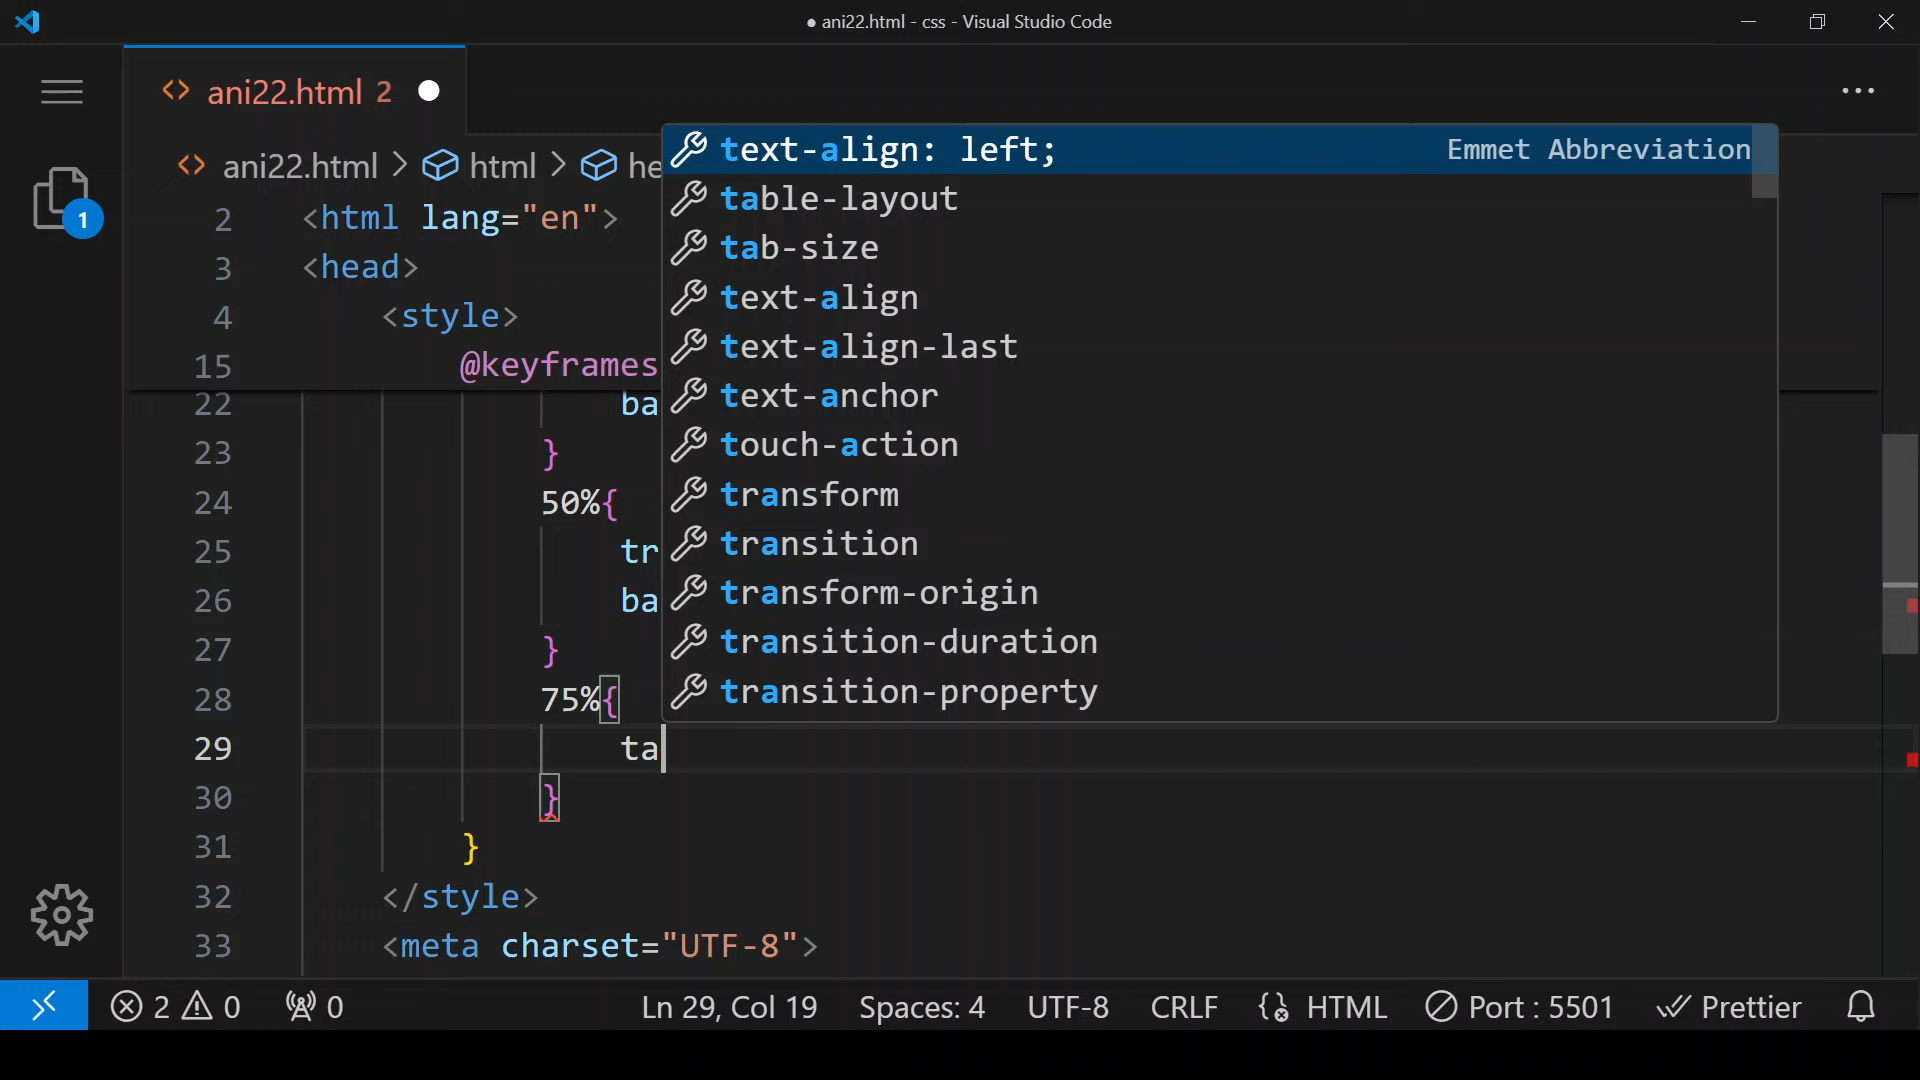 ● ani22.html - css - Visual Studio Code
ani22.html 2
ani22.html > html > he
1
2 <html lang="en">
3 <head>
4 <style>
15 @keyframes
22 ba
23 }
24 50%{
25 tr
26 ba
27 }
28 75%{
29 ta
30 }
31 }
32 </style>
33 <meta charset="UTF-8">
text-align: left; Emmet Abbreviation
table-layout
tab-size
text-align
text-align-last
text-anchor
touch-action
transform
transition
transform-origin
transition-duration
transition-property
2 0 0 Ln 29, Col 19 Spaces: 4 UTF-8 CRLF HTML Port : 5501 Prettier